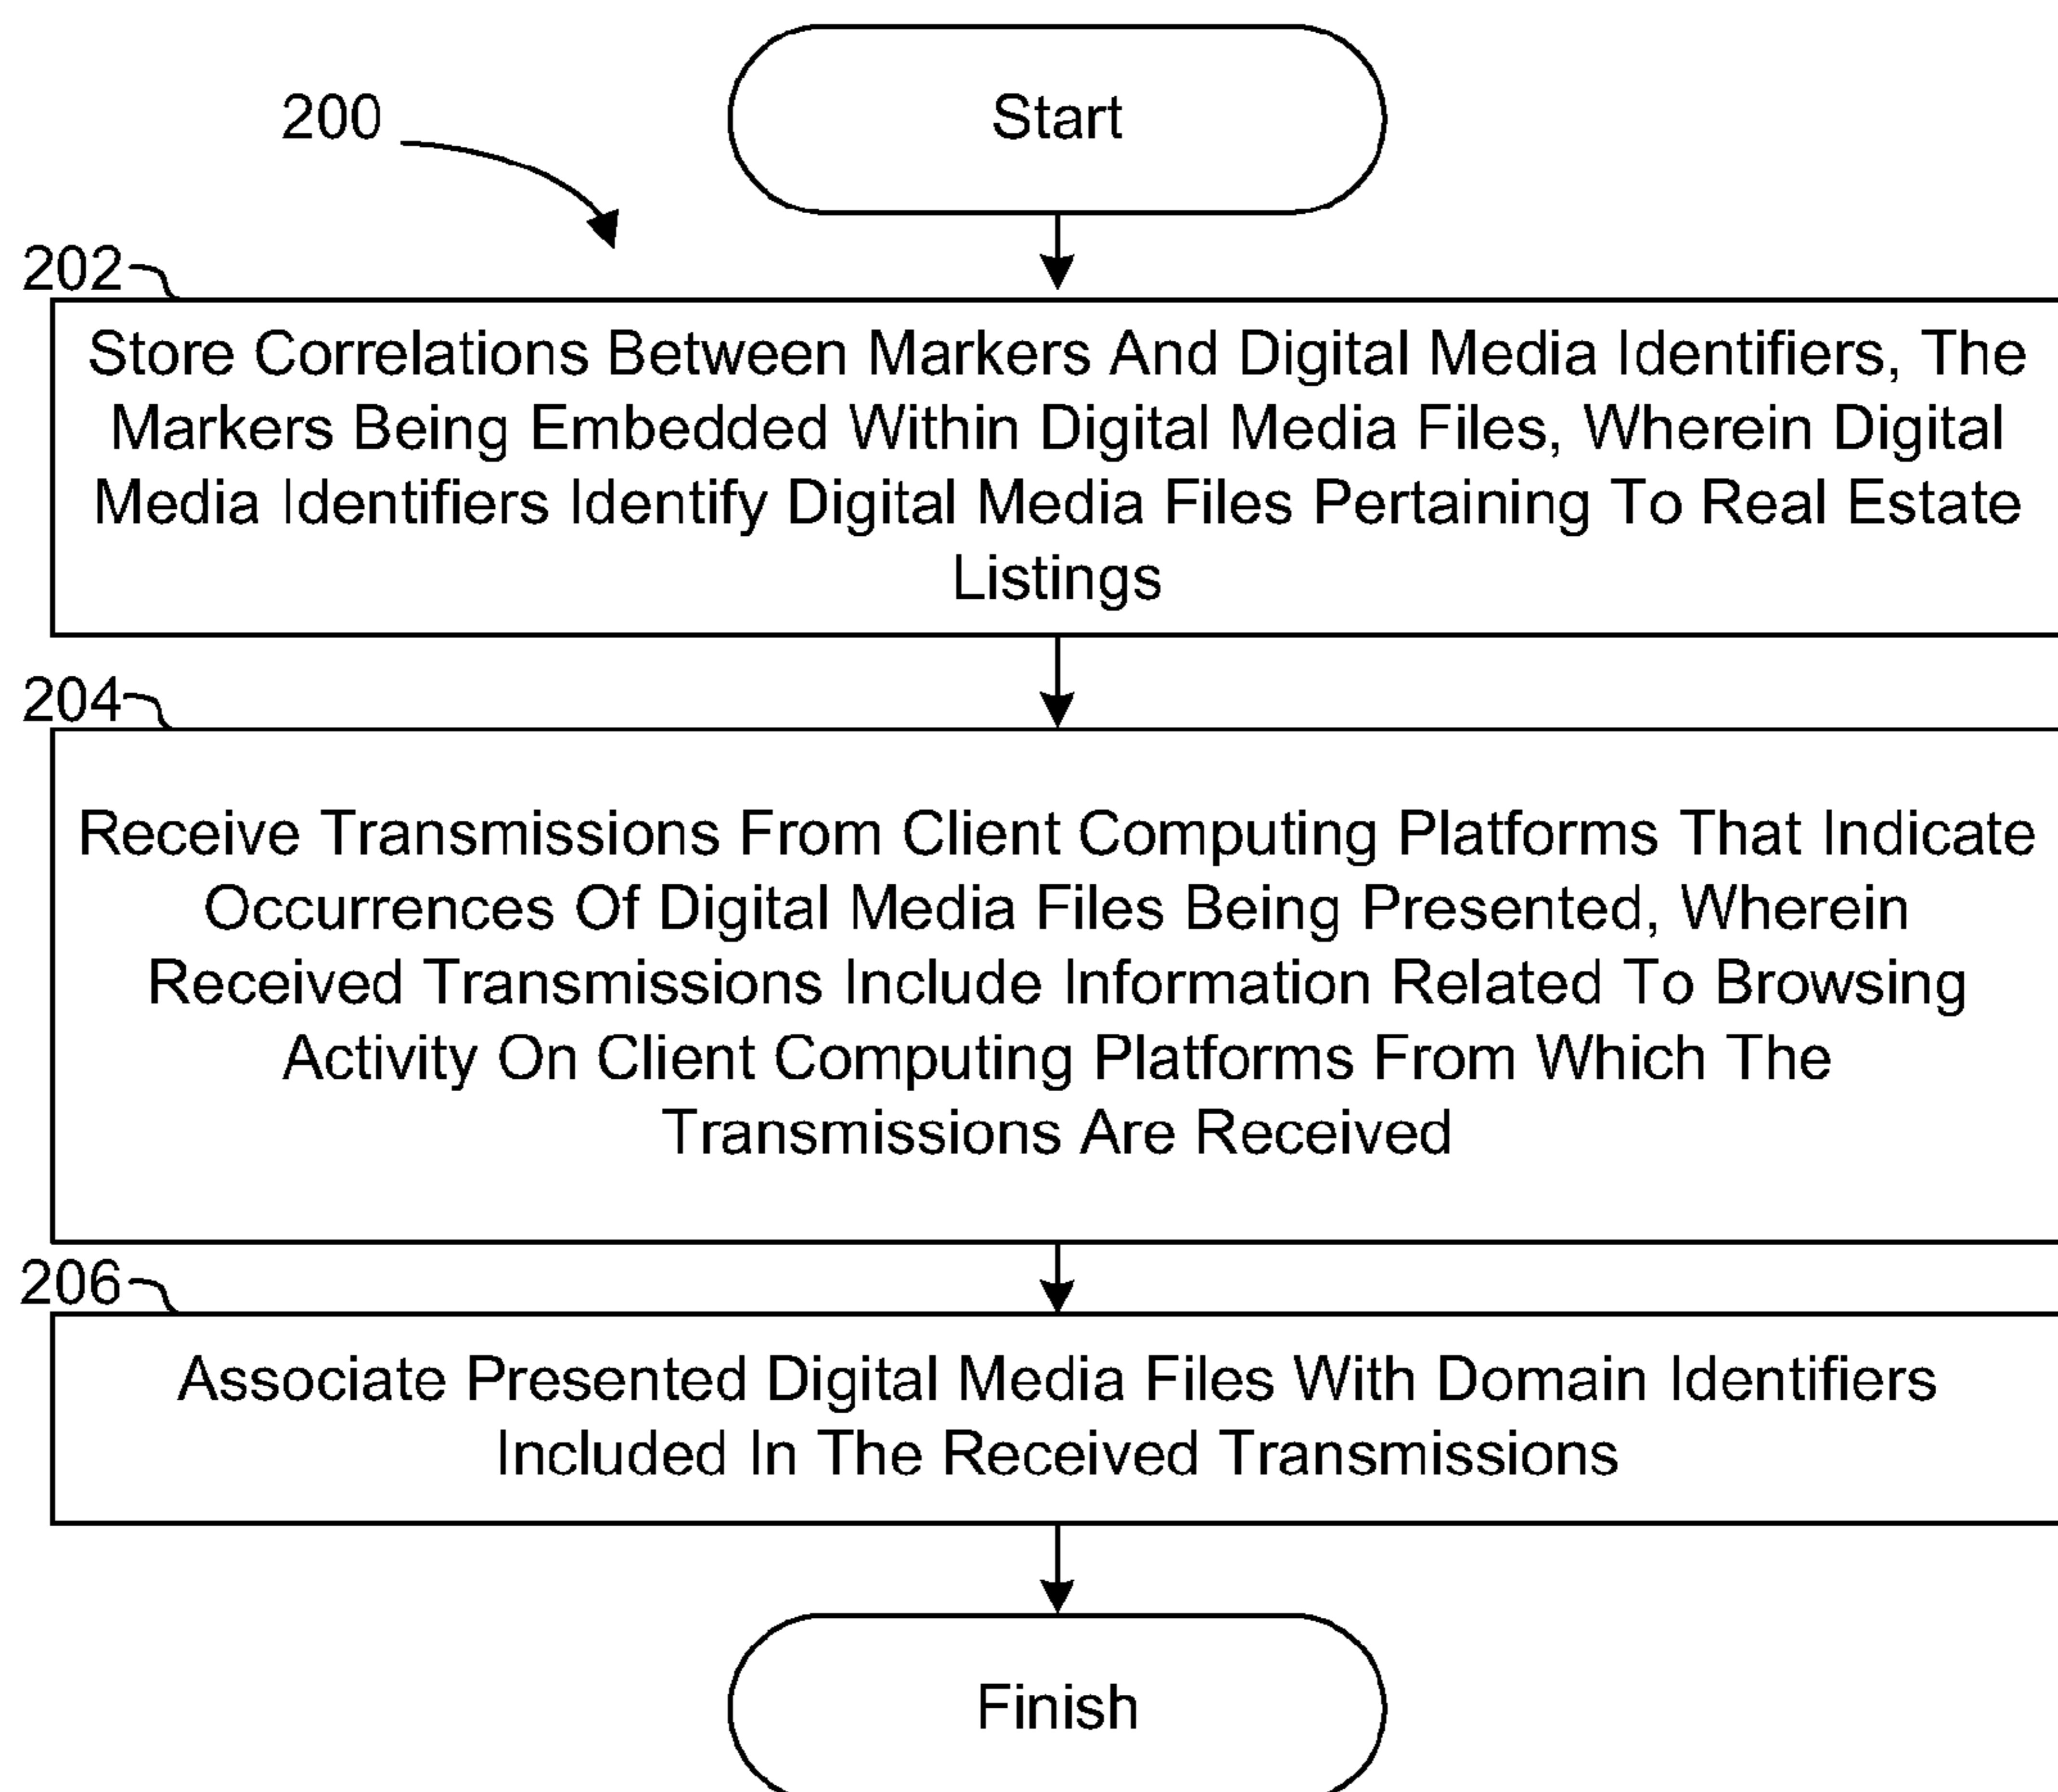 Start
200
202
Store Correlations Between Markers And Digital Media Identifiers, The
Markers Being Embedded Within Digital Media Files, Wherein Digital
Media Identifiers Identify Digital Media Files Pertaining To Real Estate
Listings
204
Receive Transmissions From Client Computing Platforms That Indicate
Occurrences Of Digital Media Files Being Presented, Wherein
Received Transmissions Include Information Related To Browsing
Activity On Client Computing Platforms From Which The
Transmissions Are Received
206
Associate Presented Digital Media Files With Domain Identifiers
Included In The Received Transmissions
Finish